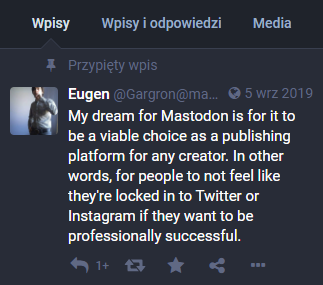 Wpisy Wpisy i odpowiedzi Media
Przypięty wpis
Eugen @Gargron@ma... 5 wrz 2019
My dream for Mastodon is for it to
be a viable choice as a publishing
platform for any creator. In other
words, for people to not feel like
they're locked in to Twitter or
Instagram if they want to be
professionally successful.
1+